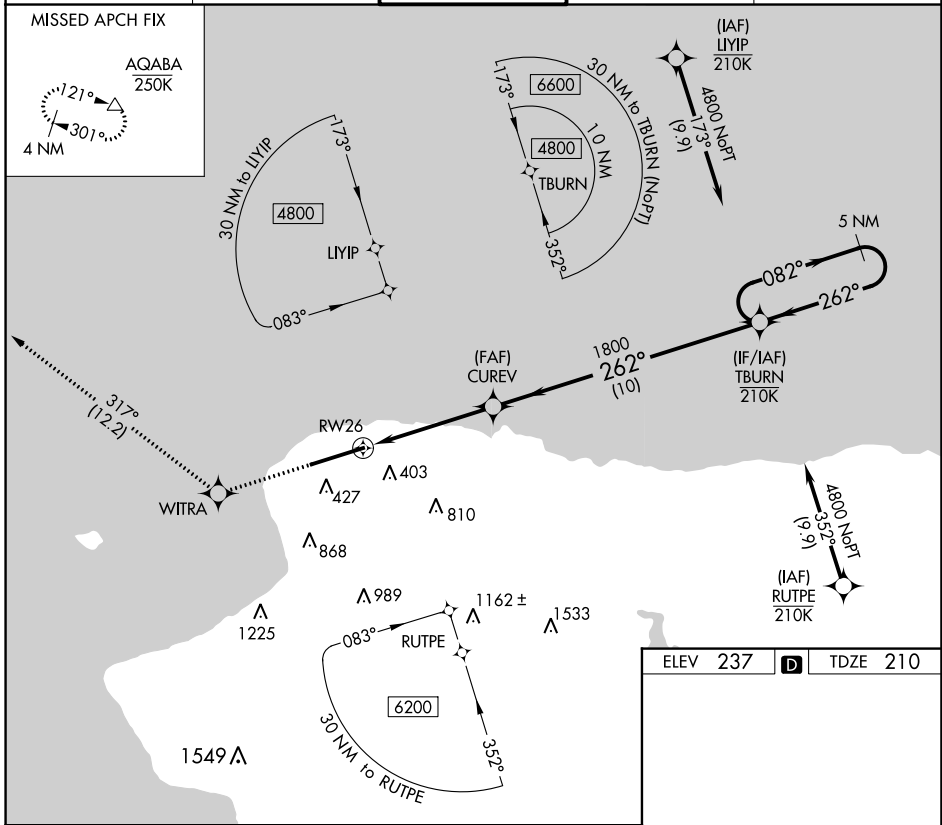 MISSED APCH FIX
AQABA
250K
121°
301°
4 NM
(IAF)
LIYIP
210K
4800 NoPT
173°
(9.9)
30 NM to LIYIP
173°
4800
LIYIP
083°
173°
6600
30 NM to TBURN (NoPT)
4800
10 NM
TBURN
352°
5 NM
082°
262°
(IF/IAF)
TBURN
210K
1800
262°
(10)
(FAF)
CUREV
317°
(12.2)
RW26
WITRA
403
427
810
868
989
1162 ±
1533
1225
1549
4800 NoPT
352°
(9.9)
(IAF)
RUTPE
210K
083°
RUTPE
6200
352°
30 NM to RUTPE
ELEV 237 D TDZE 210